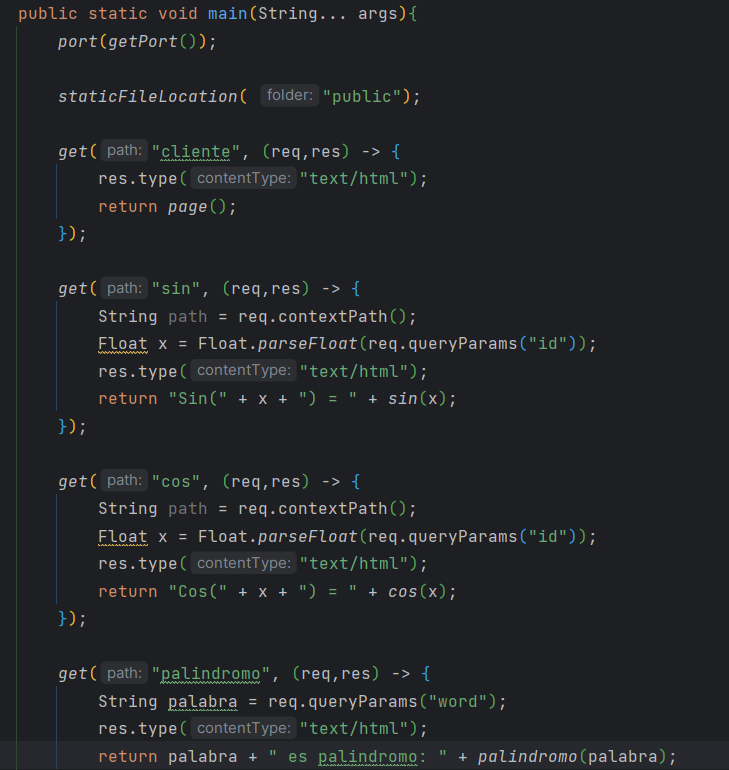 public static void main(String... args){
port(getPort());
staticFileLocation( folder: "public");
get( path: "cliente", (req,res) -> {
res.type( contentType: "text/html");
return page();
});
get( path: "sin", (req,res) -> {
String path = req.contextPath();
Float x = Float.parseFloat(req.queryParams("id"));
res.type( contentType: "text/html");
return "Sin(" + x + ") = " + sin(x);
});
get( path: "cos", (req,res) -> {
String path = req.contextPath();
Float x = Float.parseFloat(req.queryParams("id"));
res.type( contentType: "text/html");
return "Cos(" + x + ") = " + cos(x);
});
get( path: "palindromo", (req,res) -> {
String palabra = req.queryParams("word");
res.type( contentType: "text/html");
return palabra + " es palindromo: " + palindromo(palabra);